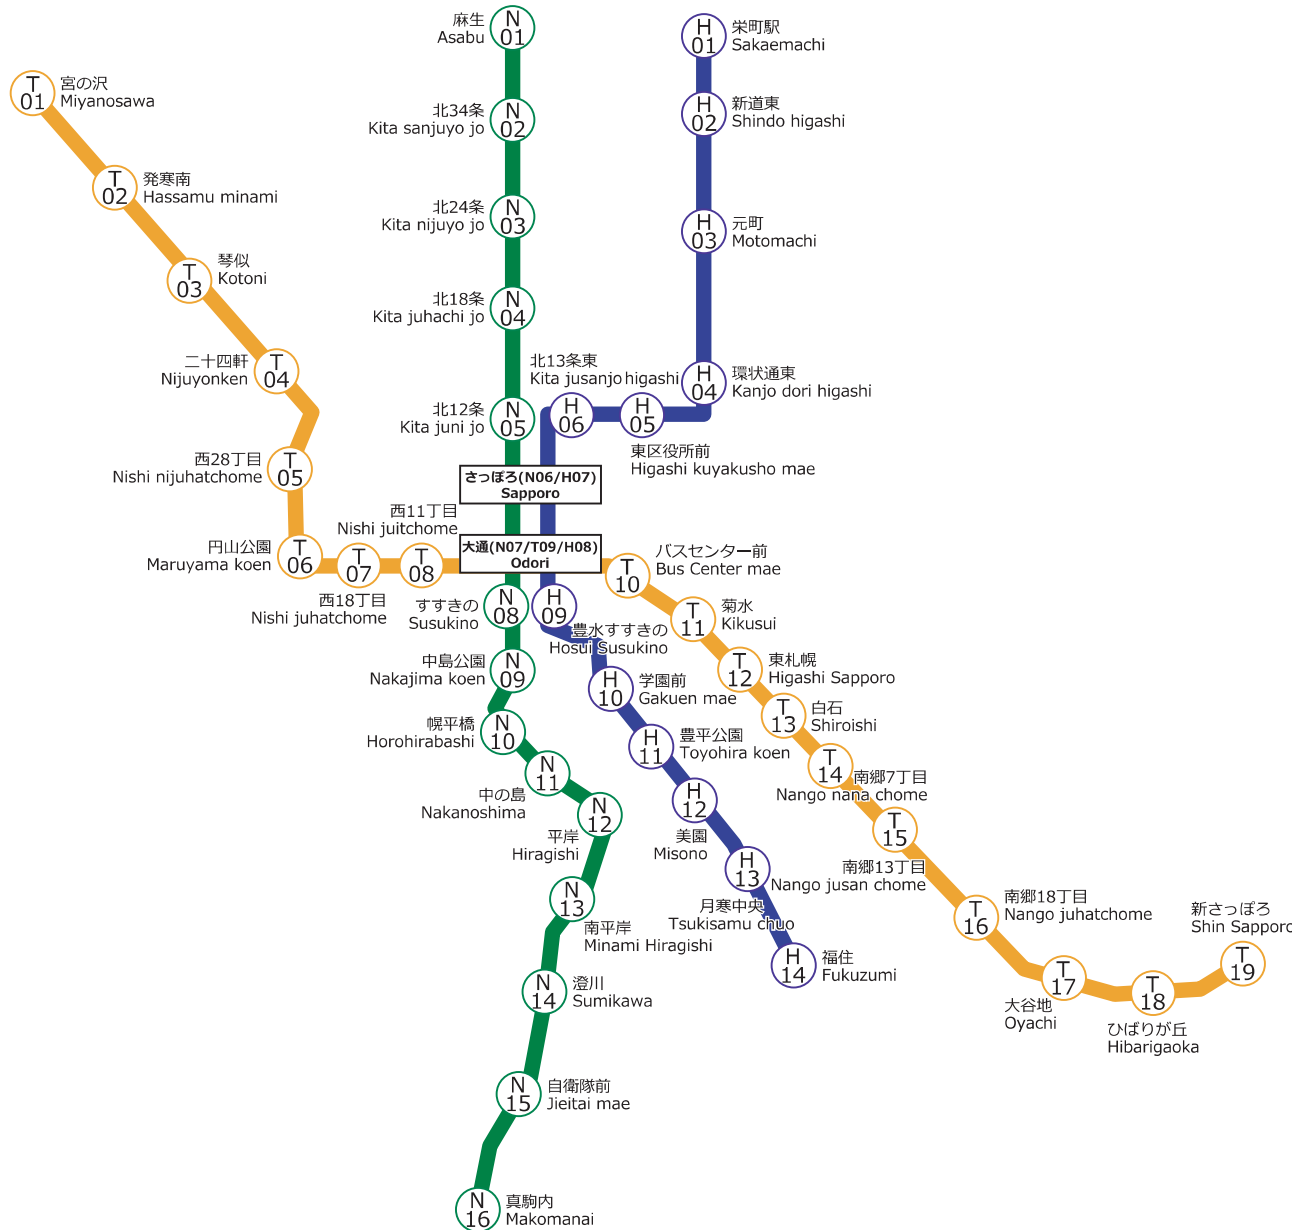 T
01
宮の沢
Miyanosawa
T
02
発寒南
Hassamu minami
T
03
琴似
Kotoni
二十四軒
Nijuyonken
T
04
西28丁目
Nishi nijuhatchome
T
05
円山公園
Maruyama koen
T
06
T
07
西18丁目
Nishi juhatchome
西11丁目
Nishi juitchome
T
08
麻生
Asabu
N
01
北34条
Kita sanjuyo jo
N
02
北24条
Kita nijuyo jo
N
03
北18条
Kita juhachi jo
N
04
北12条
Kita juni jo
N
05
H
01
栄町駅
Sakaemachi
H
02
新道東
Shindo higashi
H
03
元町
Motomachi
H
04
環状通東
Kanjo dori higashi
H
05
東区役所前
Higashi kuyakusho mae
北13条東
Kita jusanjo higashi
H
06
さっぽろ(N06/H07)
Sapporo
大通(N07/T09/H08)
Odori
すすきの
Susukino
N
08
中島公園
Nakajima koen
N
09
幌平橋
Horohirabashi
N
10
中の島
Nakanoshima
N
11
平岸
Hiragishi
N
12
N
13
南平岸
Minami Hiragishi
N
14
澄川
Sumikawa
N
15
自衛隊前
Jieitai mae
N
16
真駒内
Makomanai
H
09
豊水すすきの
Hosui Susukino
H
10
学園前
Gakuen mae
H
11
豊平公園
Toyohira koen
H
12
美園
Misono
H
13
月寒中央
Tsukisamu chuo
H
14
福住
Fukuzumi
T
10
バスセンター前
Bus Center mae
T
11
菊水
Kikusui
T
12
東札幌
Higashi Sapporo
T
13
白石
Shiroishi
T
14
南郷7丁目
Nango nana chome
T
15
南郷13丁目
Nango jusan chome
T
16
南郷18丁目
Nango juhatchome
T
17
大谷地
Oyachi
T
18
ひばりが丘
Hibarigaoka
新さっぽろ
Shin Sapporo
T
19